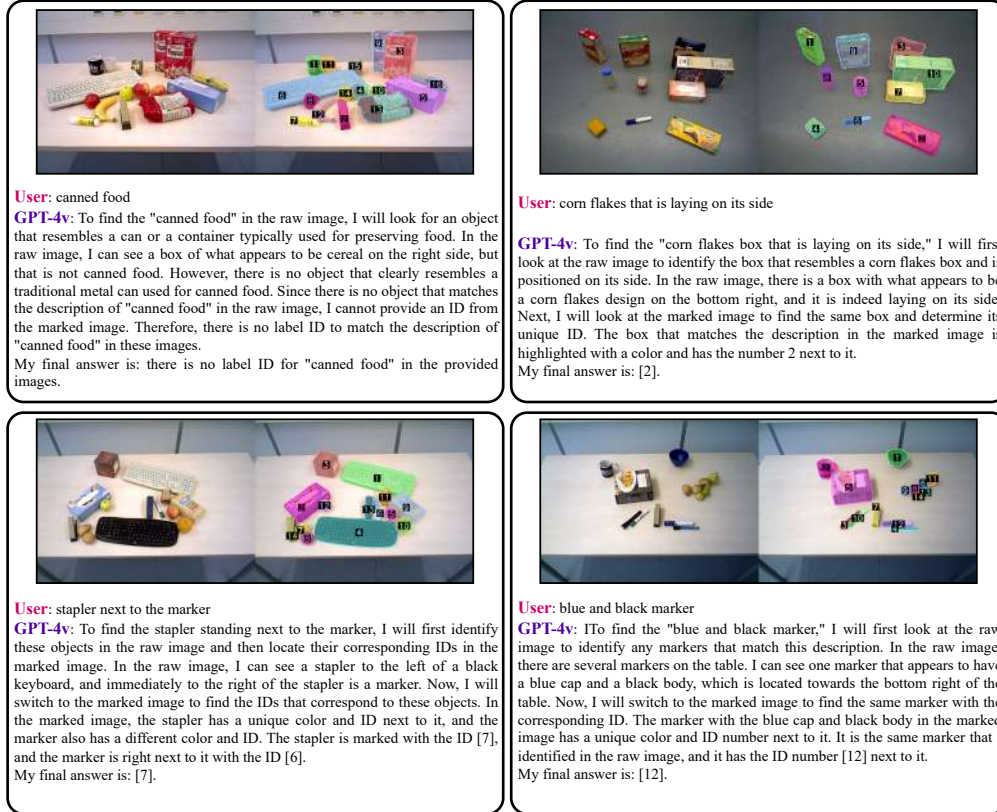 User: canned food
GPT-4v: To find the "canned food" in the raw image, I will look for an object
that resembles a can or a container typically used for preserving food. In the
raw image, I can see a box of what appears to be cereal on the right side, but
that is not canned food. However, there is no object that clearly resembles a
traditional metal can used for canned food. Since there is no object that matches
the description of "canned food" in the raw image, I cannot provide an ID from
the marked image. Therefore, there is no label ID to match the description of
"canned food" in these images.
My final answer is: there is no label ID for "canned food" in the provided
images.
User: corn flakes that is laying on its side
GPT-4v: To find the "corn flakes box that is laying on its side," I will first
look at the raw image to identify the box that resembles a corn flakes box and is
positioned on its side. In the raw image, there is a box with what appears to be
a corn flakes design on the bottom right, and it is indeed laying on its side.
Next, I will look at the marked image to find the same box and determine its
unique ID. The box that matches the description in the marked image is
highlighted with a color and has the number 2 next to it.
My final answer is: [2].
User: stapler next to the marker
GPT-4v: To find the stapler standing next to the marker, I will first identify
these objects in the raw image and then locate their corresponding IDs in the
marked image. In the raw image, I can see a stapler to the left of a black
keyboard, and immediately to the right of the stapler is a marker. Now, I will
switch to the marked image to find the IDs that correspond to these objects. In
the marked image, the stapler has a unique color and ID next to it, and the
marker also has a different color and ID. The stapler is marked with the ID [7],
and the marker is right next to it with the ID [6].
My final answer is: [7].
User: blue and black marker
GPT-4v: ITo find the "blue and black marker," I will first look at the raw
image to identify any markers that match this description. In the raw image,
there are several markers on the table. I can see one marker that appears to have
a blue cap and a black body, which is located towards the bottom right of the
table. Now, I will switch to the marked image to find the same marker with the
corresponding ID. The marker with the blue cap and black body in the marked
image has a unique color and ID number next to it. It is the same marker that
identified in the raw image, and it has the ID number [12] next to it.
My final answer is: [12].